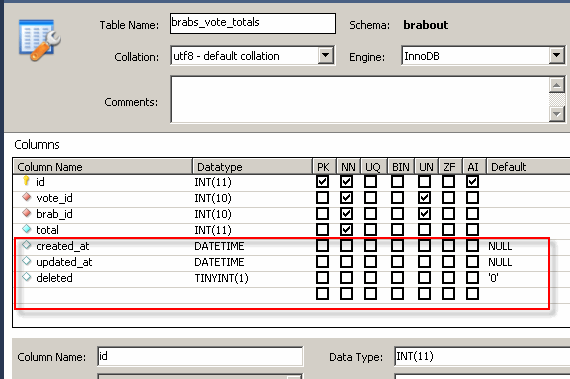 Table Name: brabs_vote_totals Schema: brabout
Collation: utf8 - default collation Engine: InnoDB
Comments:
Columns
Column Name Datatype PK NN UQ BIN UN ZF AI Default
id INT(11)
vote_id INT(10)
brab_id INT(10)
total INT(11)
created_at DATETIME NULL
updated_at DATETIME NULL
deleted TINYINT(1) '0'
Column Name: id Data Type: INT(11)